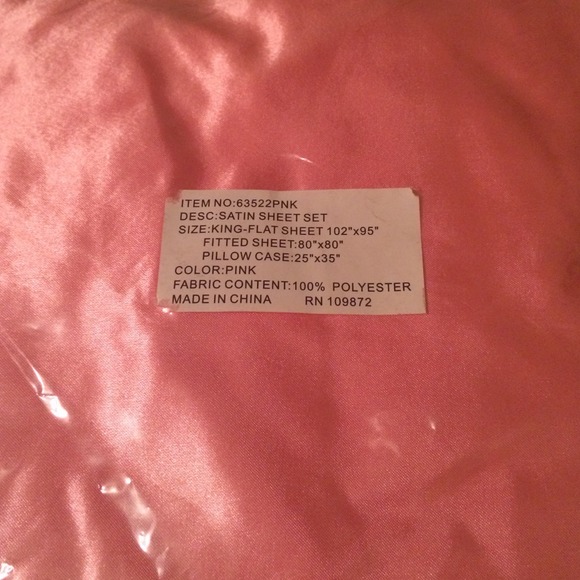 ITEM NO:63522PNK
DESC:SATIN SHEET SET
SIZE:KING-FLAT SHEET 102"x95"
FITTED SHEET:80"x80"
PILLOW CASE:25"x35"
COLOR:PINK
FABRIC CONTENT:100% POLYESTER
MADE IN CHINA RN 109872